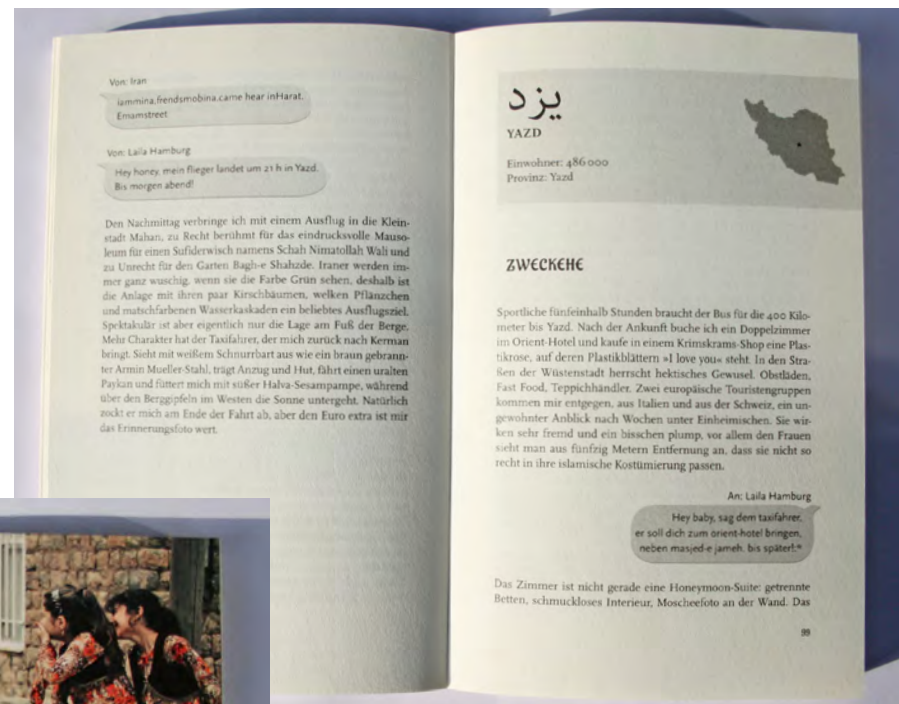 Von: Iran
iammina.frendsmobina.came hear inHarat.
Emamstreet
Von: Laila Hamburg
Hey honey, mein flieger landet um 21 h in Yazd.
Bis morgen abend!
Den Nachmittag verbringe ich mit einem Ausflug in die Klein-
stadt Mahan, zu Recht berühmt für das eindrucksvolle Mauso-
leum für einen Sufiderwisch namens Schah Nimatollah Wali und
zu Unrecht für den Garten Bagh-e Shahzde. Iraner werden im-
mer ganz wuschig, wenn sie die Farbe Grün sehen, deshalb ist
die Anlage mit ihren paar Kirschbäumen, welken Pflänzchen
und matschfarbenen Wasserkaskaden ein beliebtes Ausflugsziel.
Spektakulär ist aber eigentlich nur die Lage am Fuß der Berge.
Mehr Charakter hat der Taxifahrer, der mich zurück nach Kerman
bringt. Sieht mit weißem Schnurrbart aus wie ein braun gebrann-
ter Armin Mueller-Stahl, trägt Anzug und Hut, fährt einen uralten
Paykan und füttert mich mit süßer Halva-Sesampampe, während
über den Berggipfeln im Westen die Sonne untergeht. Natürlich
zockt er mich am Ende der Fahrt ab, aber den Euro extra ist mir
das Erinnerungsfoto wert.
یزد
YAZD
Einwohner: 486 000
Provinz: Yazd
ZWECKEHE
Sportliche fünfeinhalb Stunden braucht der Bus für die 400 Kilo-
meter bis Yazd. Nach der Ankunft buche ich ein Doppelzimmer
im Orient-Hotel und kaufe in einem Krimskrams-Shop eine Plas-
tikrose, auf deren Plastikblättern »I love you« steht. In den Stra-
ßen der Wüstenstadt herrscht hektisches Gewusel. Obstläden,
Fast Food, Teppichhändler. Zwei europäische Touristengruppen
kommen mir entgegen, aus Italien und aus der Schweiz, ein un-
gewohnter Anblick nach Wochen unter Einheimischen. Sie wir-
ken sehr fremd und ein bisschen plump, vor allem den Frauen
sieht man aus fünfzig Metern Entfernung an, dass sie nicht so
recht in ihre islamische Kostümierung passen.
An: Laila Hamburg
Hey baby, sag dem taxifahrer,
er soll dich zum orient-hotel bringen,
neben masjed-e jameh. bis später!*
Das Zimmer ist nicht gerade eine Honeymoon-Suite: getrennte
Betten, schmuckloses Interieur, Moscheefoto an der Wand. Das
99